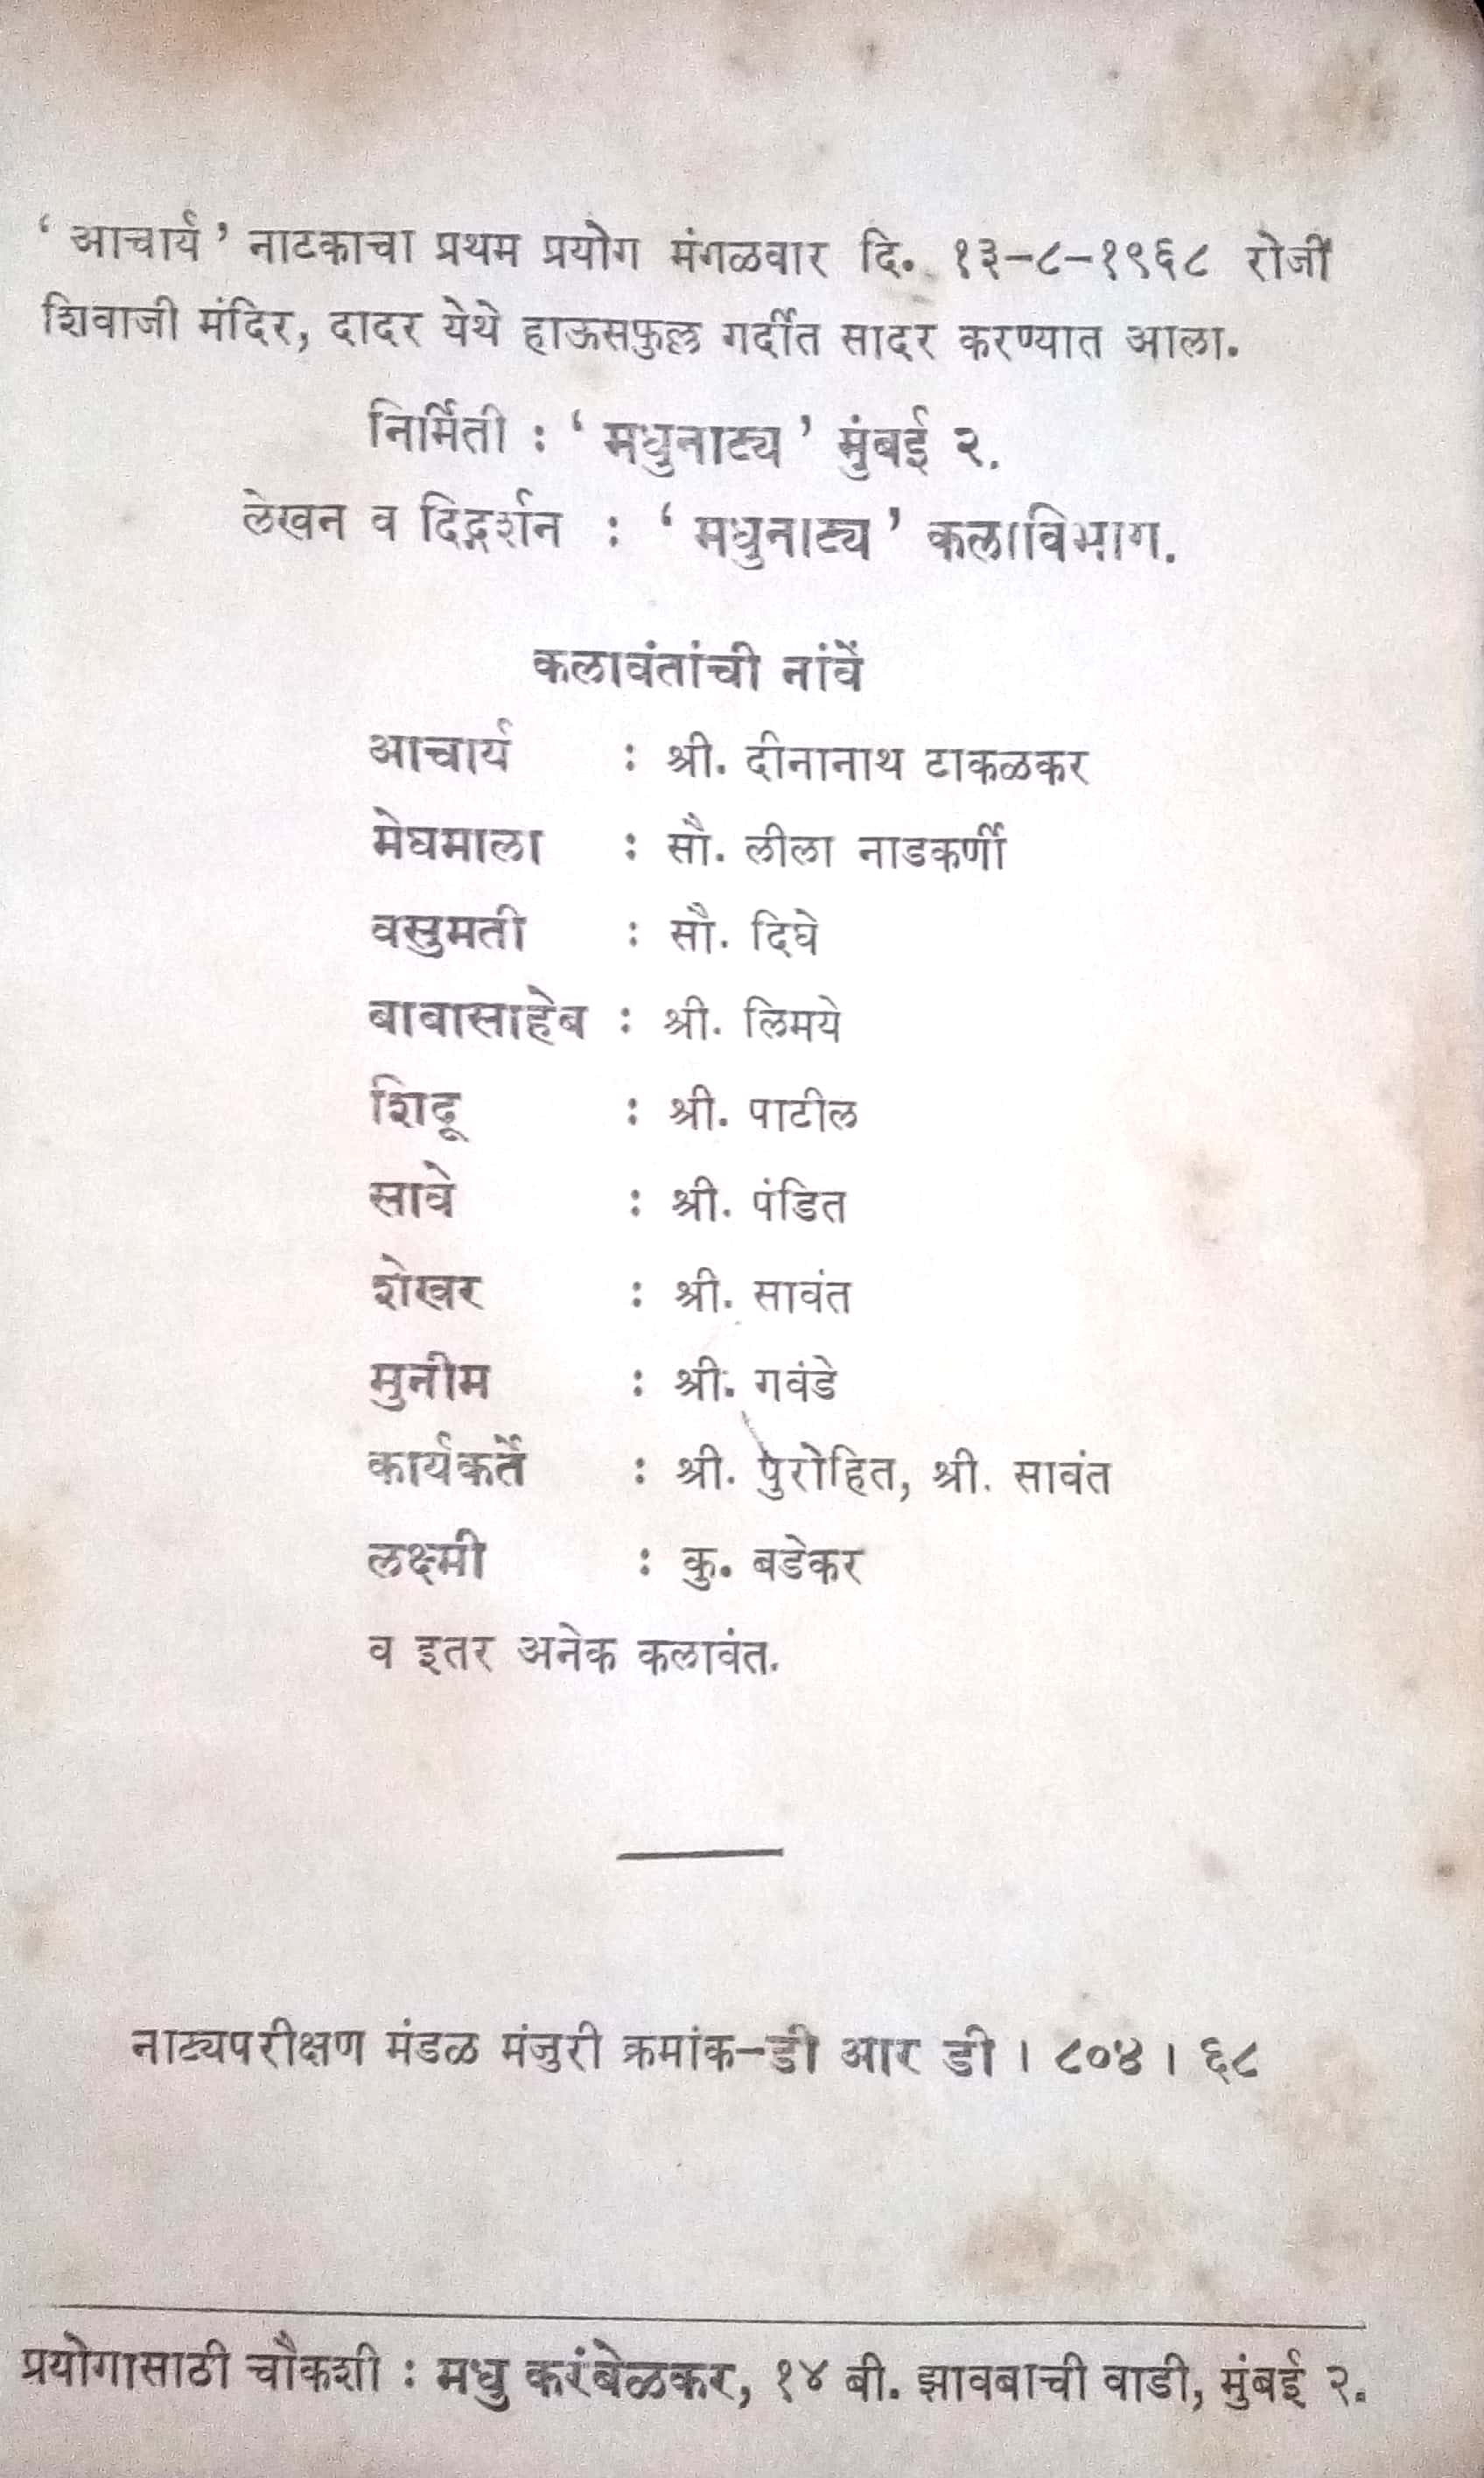 ‘ आचार्य ’ नाटकाचा प्रथम प्रयोग मंगळवार दि. १३-८-१९६८ रोजीं
शिवाजी मंदिर, दादर येथे हाऊसफुल्ल गर्दीत सादर करण्यात आला.
निर्मिती : ‘ मधुनाट्य ’ मुंबई २.
लेखन व दिग्दर्शन : ‘ मधुनाट्य ’ कलाविभाग.
कलावंतांची नांवें
आचार्य : श्री. दीनानाथ टाकळकर
मेघमाला : सौ. लीला नाडकर्णी
वसुमती : सौ. दिघे
बाबासाहेब : श्री. लिमये
शिदू : श्री. पाटील
सावे : श्री. पंडित
शेखर : श्री. सावंत
मुनीम : श्री. गवंडे
कार्यकर्ते : श्री. पुरोहित, श्री. सावंत
लक्ष्मी : कु. बडेकर
व इतर अनेक कलावंत.
नाट्यपरीक्षण मंडळ मंजुरी क्रमांक-डी आर डी । ८०४ । ६८
प्रयोगासाठी चौकशी : मधु करंबेळकर, १४ बी. झावबाची वाडी, मुंबई २.